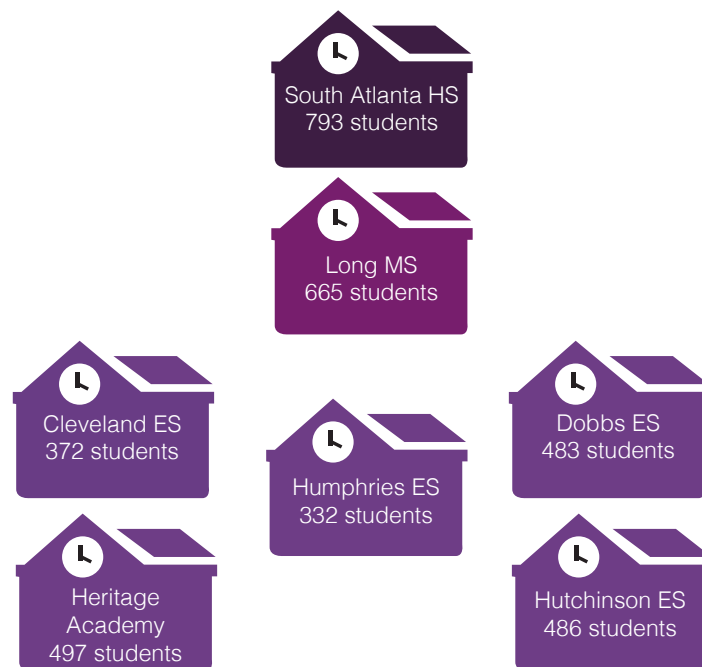 South Atlanta HS
793 students
Long MS
665 students
Cleveland ES
372 students
Dobbs ES
483 students
Humphries ES
332 students
Heritage
Academy
497 students
Hutchinson ES
486 students